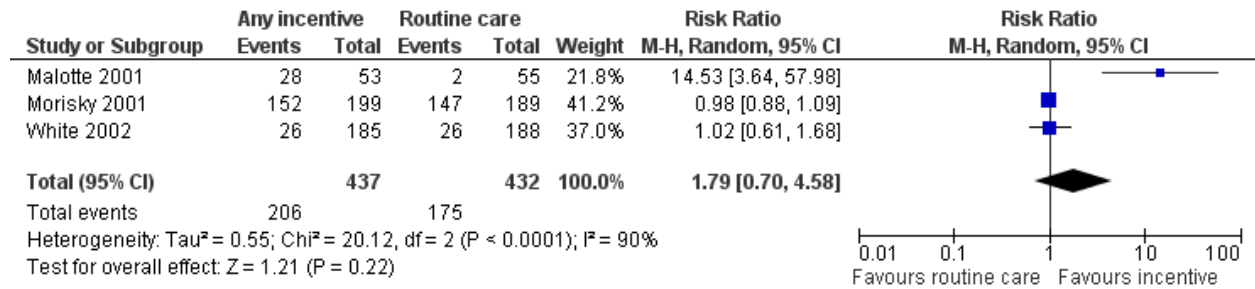 Any incentive Routine care Risk Ratio Risk Ratio
Study or Subgroup Events Total Events Total Weight M-H, Random, 95% CI M-H, Random, 95% CI
Malotte 2001 28 53 2 55 21.8% 14.53 [3.64, 57.98]
Morisky 2001 152 199 147 189 41.2% 0.98 [0.88, 1.09]
White 2002 26 185 26 188 37.0% 1.02 [0.61, 1.68]
Total (95% CI) 437 432 100.0% 1.79 [0.70, 4.58]
Total events 206 175
Heterogeneity: Tau² = 0.55; Chi² = 20.12, df = 2 (P < 0.0001); I² = 90%
Test for overall effect: Z = 1.21 (P = 0.22)
0.01 0.1 1 10 100
Favours routine care Favours incentive